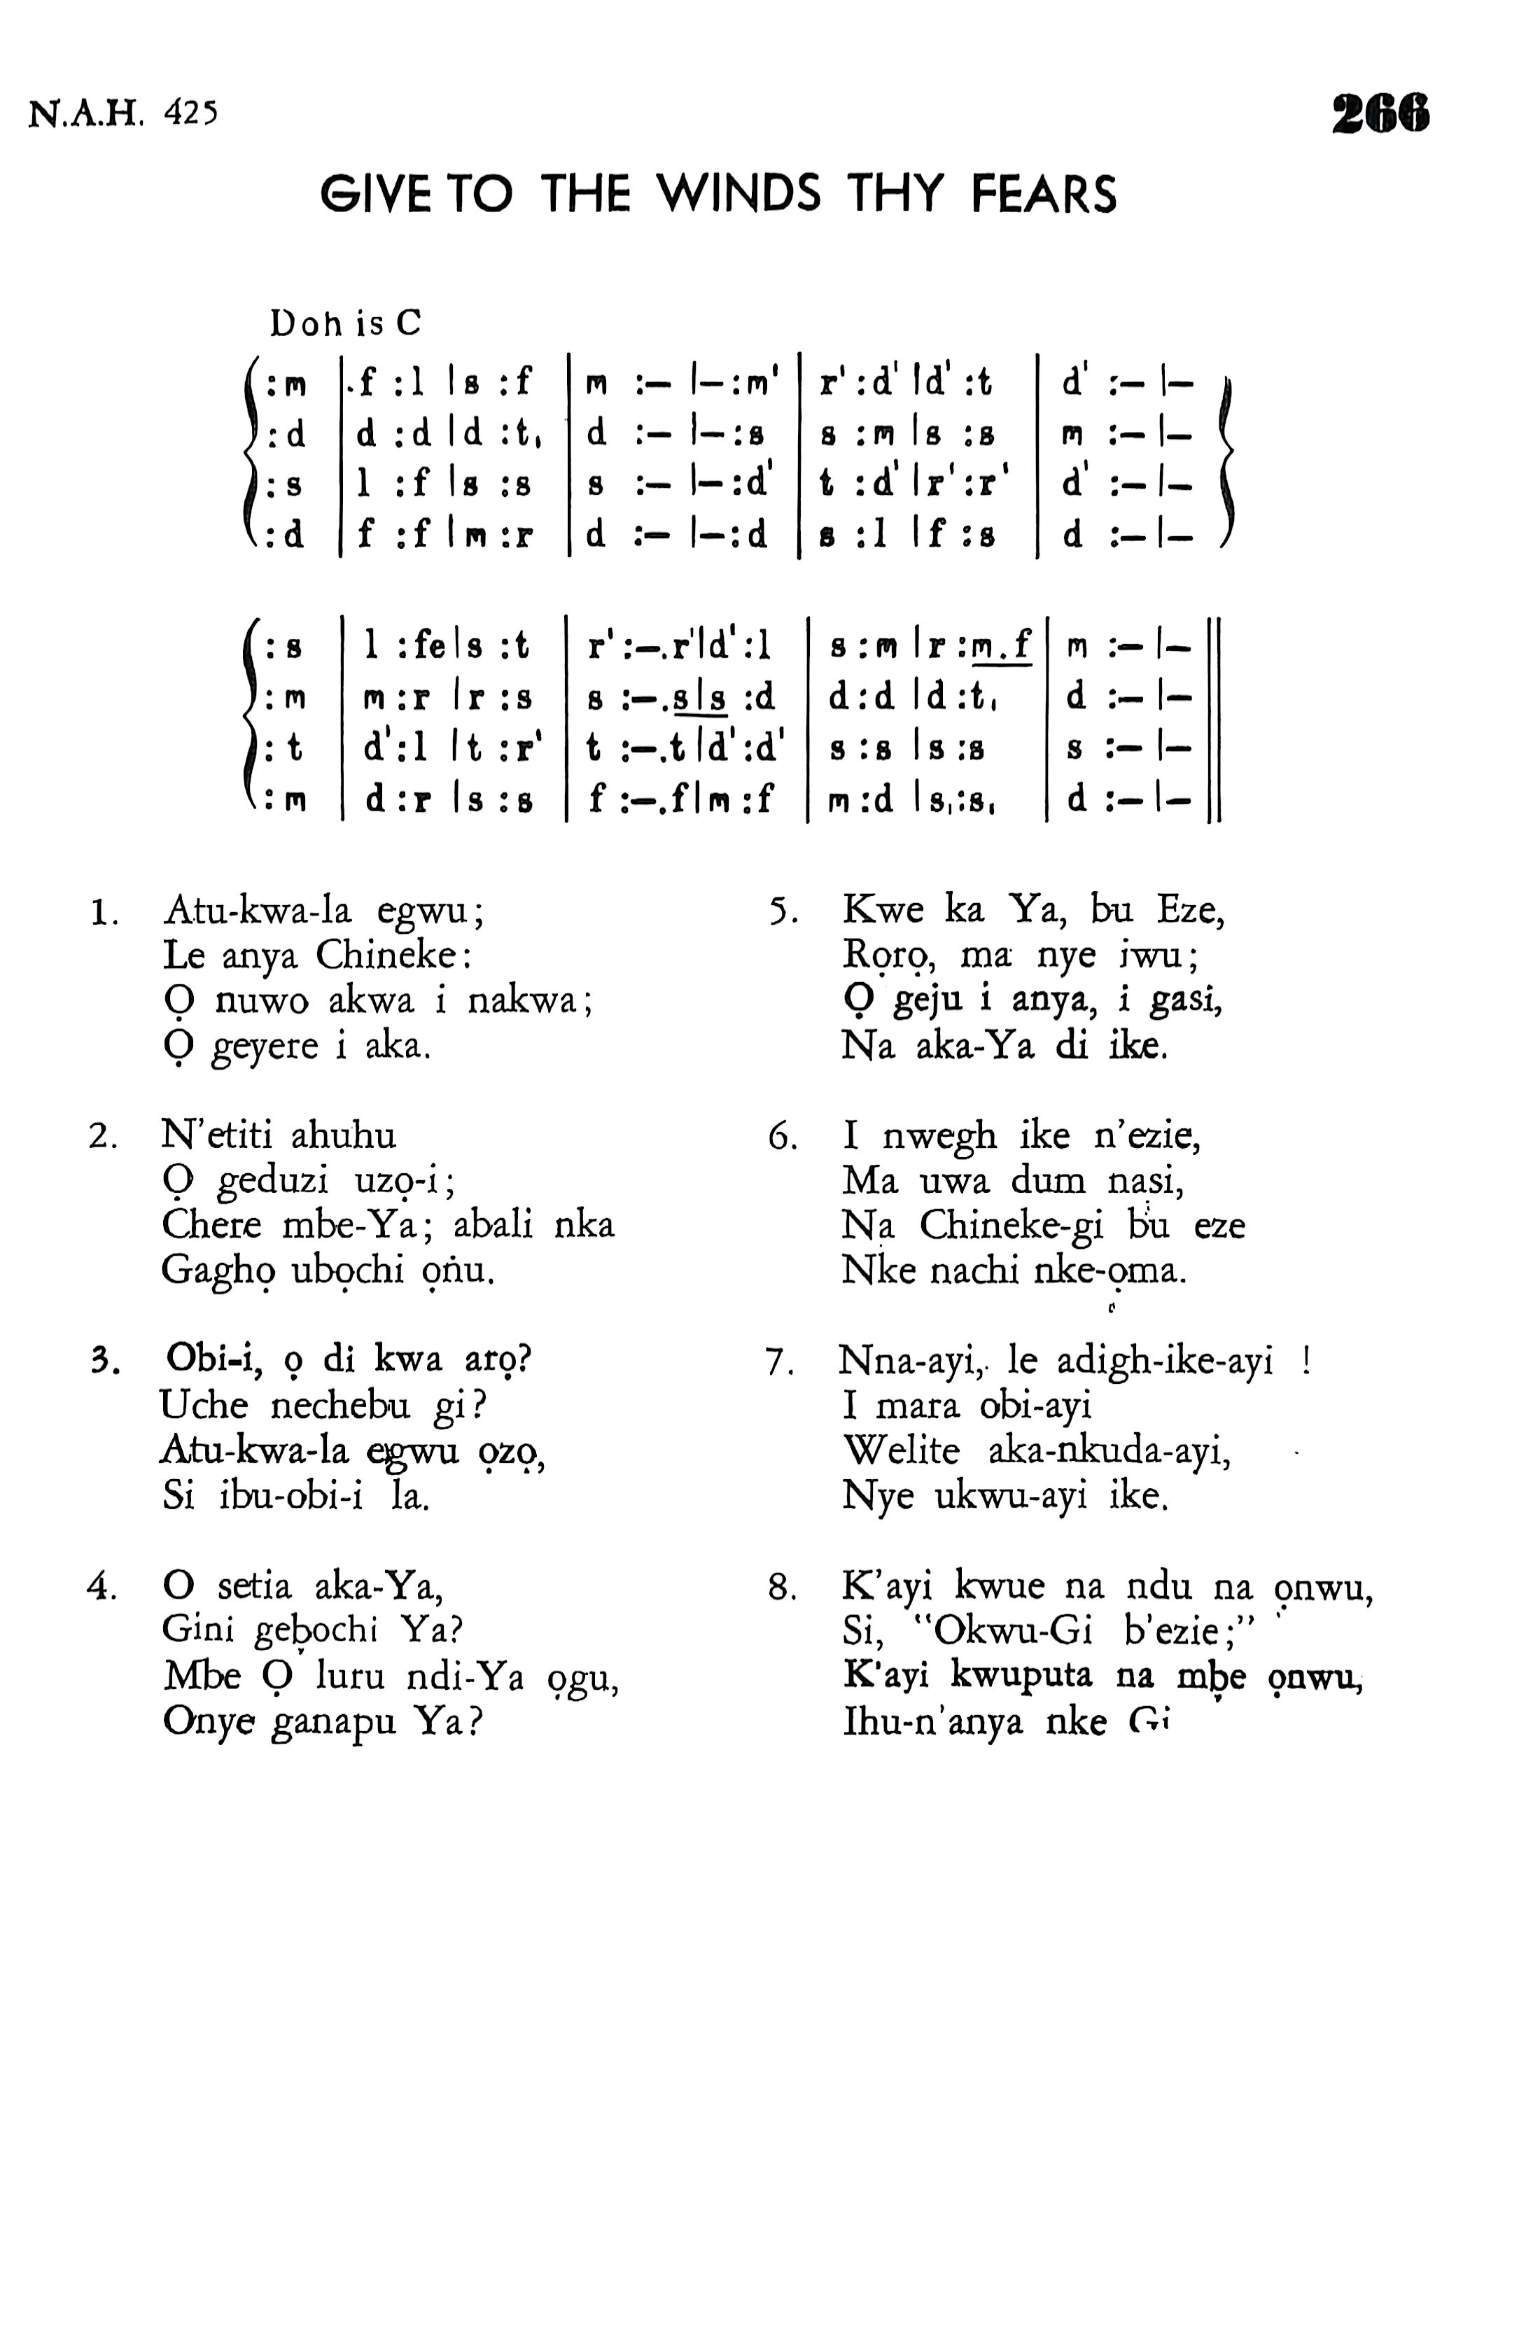 N.A.H. 425
266
GIVE TO THE WINDS THY FEARS
Doh is C
:m | .f :l |s :f | m :– |–:m' | r' :d' |d' :t | d' :– |–
:d | d :d |d :t, | d :– |–:s | s :m |s :s | m :– |–
:s | l :f |s :s | s :– |–:d' | t :d' |r' :r' | d' :– |–
:d | f :f |m :r | d :– |–:d | s :l |f :s | d :– |–
:s | l :fe |s :t | r' :–.r' |d' :l | s :m |r :m.f | m :– |– ||
:m | m :r |r :s | s :–.s |s :d | d :d |d :t, | d :– |– ||
:t | d' :l |t :r' | t :–.t |d' :d' | s :s |s :s | s :– |– ||
:m | d :r |s :s | f :–.f |m :f | m :d |s, :s, | d :– |– ||
1. Atu-kwa-la egwu;
Le anya Chineke:
Ọ nuwo akwa i nakwa;
Ọ geyere i aka.
2. N'etiti ahuhu
Ọ geduzi uzọ-i;
Chere mbe-Ya; abali nka
Gaghọ ubọchi ọṅu.
3. Obi-i, ọ di kwa arọ?
Uche nechebu gi?
Atu-kwa-la egwu ọzọ,
Si ibu-obi-i la.
4. O setia aka-Ya,
Gini gebochi Ya?
Mbe Ọ luru ndi-Ya ọgu,
Onye ganapu Ya?
5. Kwe ka Ya, bu Eze,
Rọrọ, ma nye iwu;
Ọ geju i anya, i gasi,
Na aka-Ya di ike.
6. I nwegh ike n'ezie,
Ma uwa dum nasi,
Na Chineke-gi bu eze
Nke nachi nke-ọma.
7. Nna-ayi, le adigh-ike-ayi !
I mara obi-ayi
Welite aka-nkuda-ayi,
Nye ukwu-ayi ike.
8. K'ayi kwue na ndu na ọnwu,
Si, "Okwu-Gi b'ezie;"
K'ayi kwuputa na mbe ọnwu,
Ihu-n'anya nke Gi